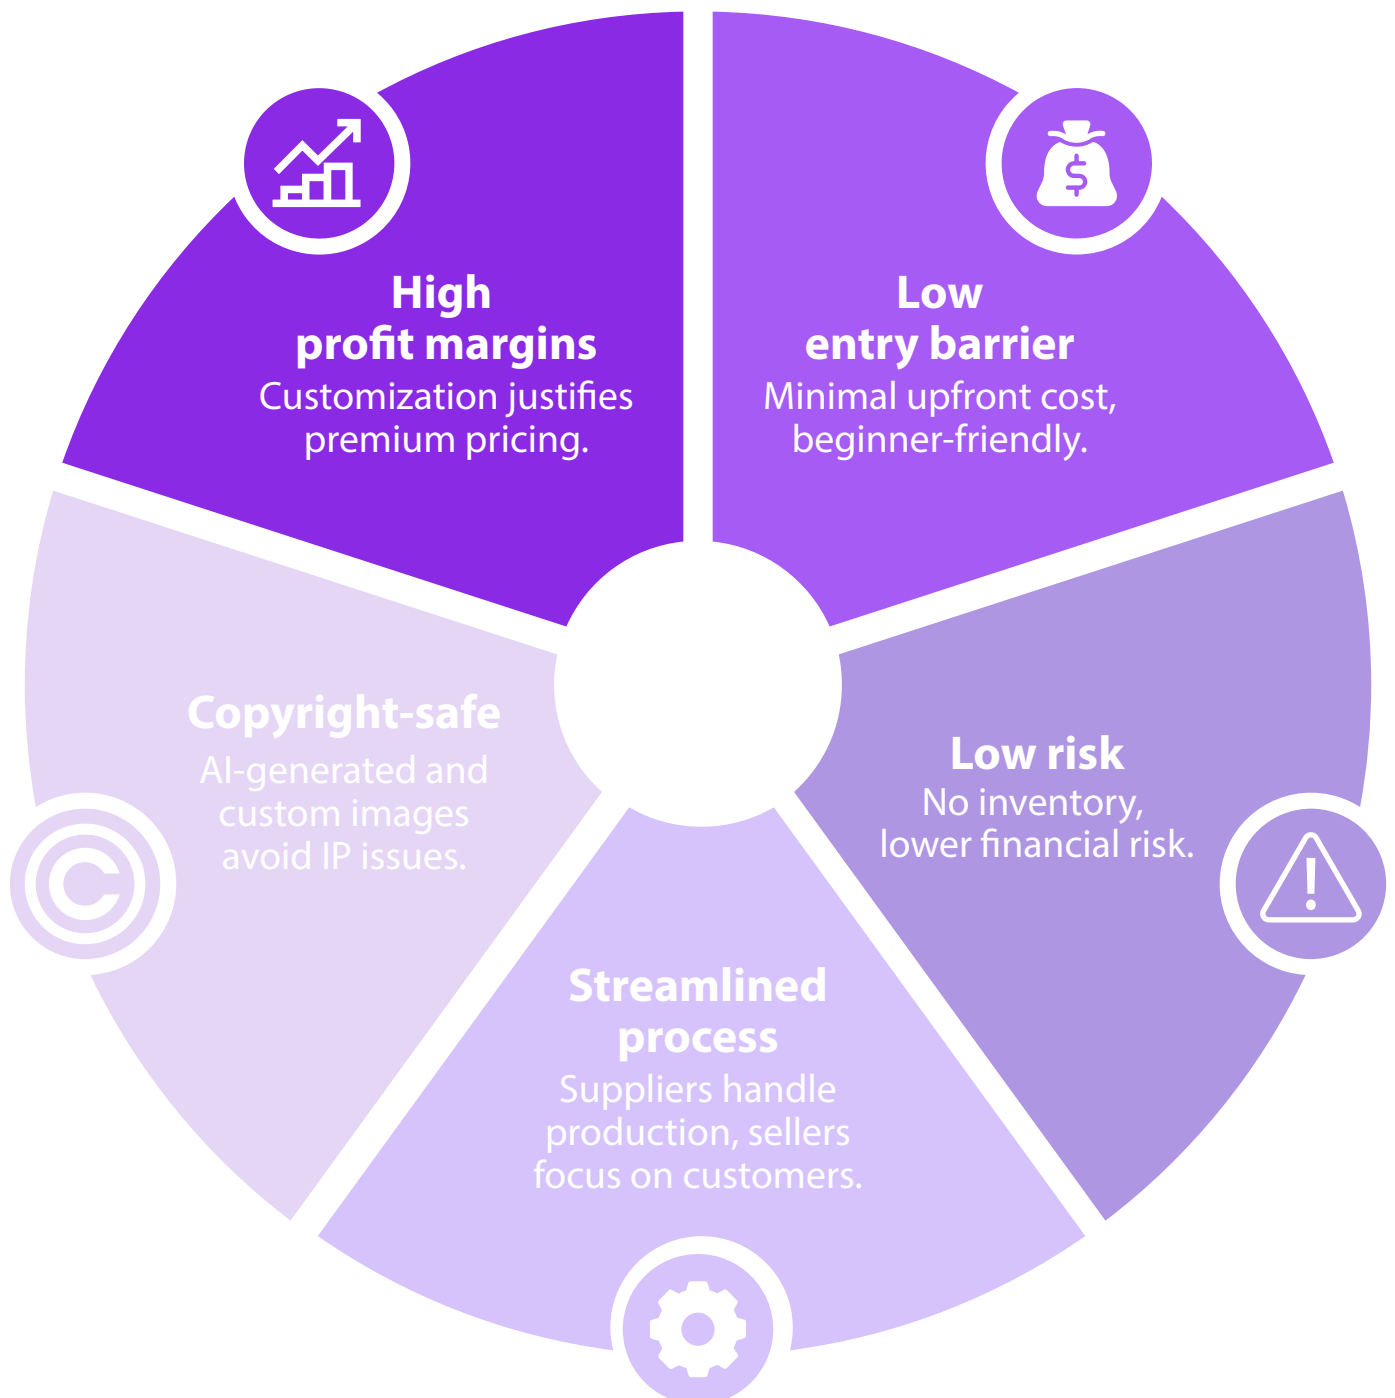 High
profit margins
Customization justifies
premium pricing.
Low
entry barrier
Minimal upfront cost,
beginner-friendly.
Low risk
No inventory,
lower financial risk.
Streamlined
process
Suppliers handle
production, sellers
focus on customers.
Copyright-safe
AI-generated and
custom images
avoid IP issues.